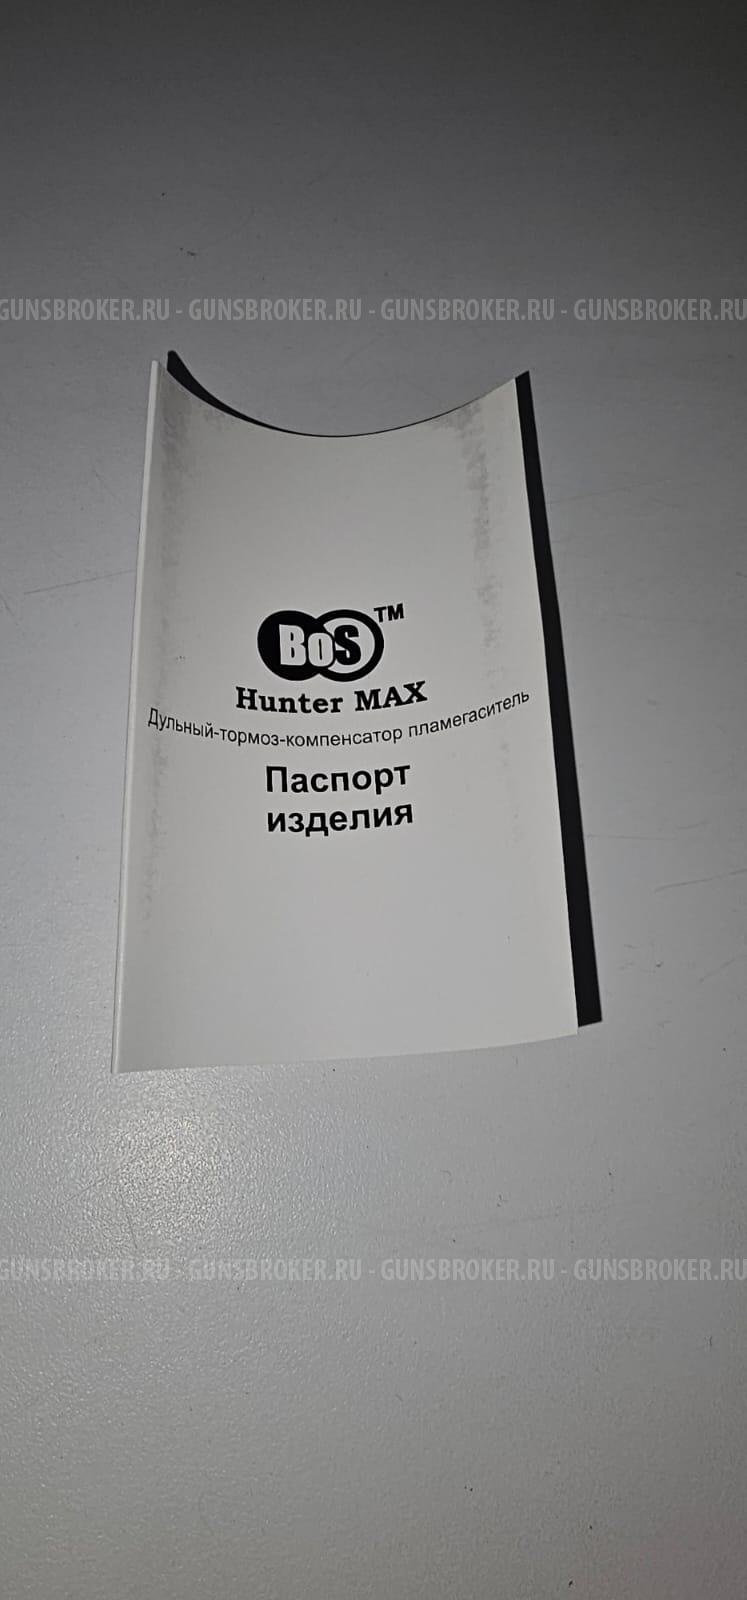 GUNSBROKER.RU - GUNSBROKER.RU - GUNSBROKER.RU - GUNSBROKER.RU
BoS™
Hunter MAX
Дульный-тормоз-компенсатор пламегаситель
Паспорт
изделия
GUNSBROKER.RU - GUNSBROKER.RU - GUNSBROKER.RU - GUNSBROKER.RU